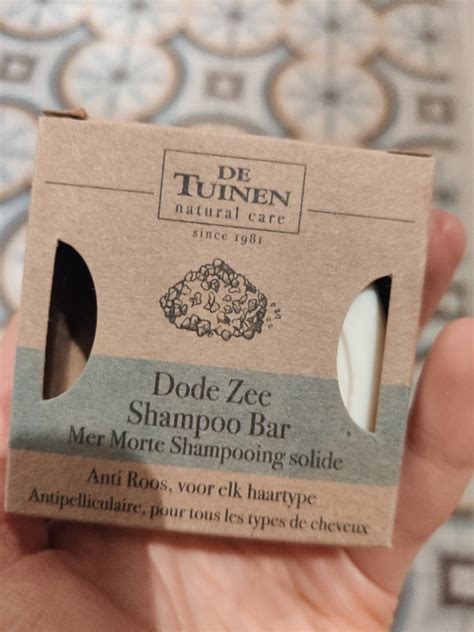 DE
TUINEN
natural care
since 1981
Dode Zee
Shampoo Bar
Mer Morte Shampooing solide
Anti Roos, voor elk haartype
Antipelliculaire, pour tous les types de cheveux